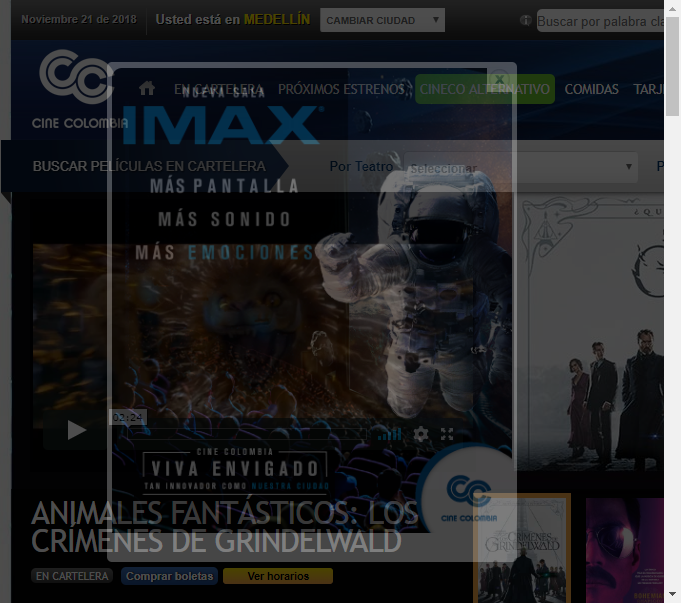 Noviembre 21 de 2018
Usted está en MEDELLÍN
CAMBIAR CIUDAD
Buscar por palabra cla
EN CARTELERA
PRÓXIMOS ESTRENOS
CINECO ALTERNATIVO
COMIDAS
TARJ
CINE COLOMBIA
NUEVA SALA
IMAX
BUSCAR PELÍCULAS EN CARTELERA
Por Teatro
Seleccionar
P
MÁS PANTALLA
MÁS SONIDO
MÁS EMOCIONES
¿QU
02:24
CINE COLOMBIA
VIVA ENVIGADO
TAN INNOVADOR COMO NUESTRA CIUDAD
CINE COLOMBIA
ANIMALES FANTÁSTICOS: LOS
CRÍMENES DE GRINDELWALD
EN CARTELERA
Comprar boletas
Ver horarios
CRÍMENES
GRINDELWALD